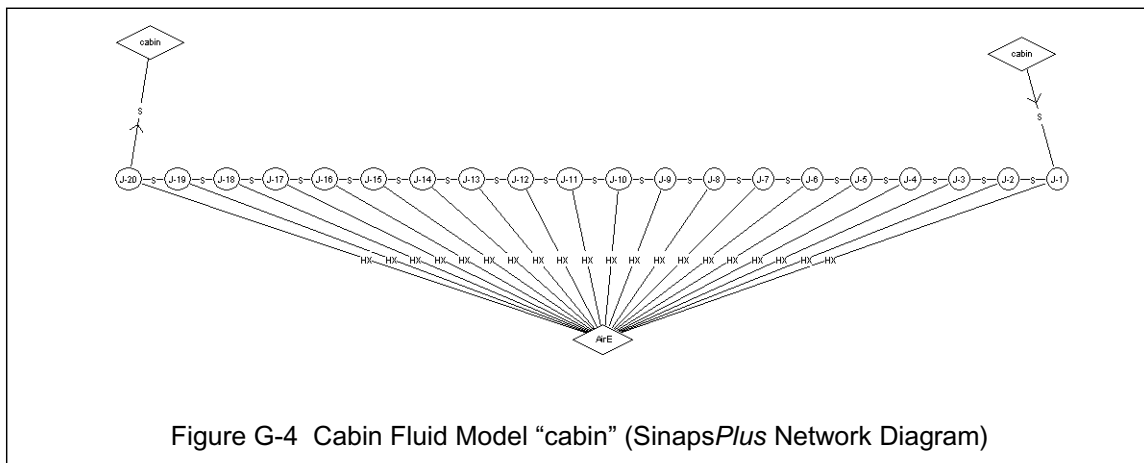 cabin cabin
S S
J-20 S J-19 S J-18 S J-17 S J-16 S J-15 S J-14 S J-13 S J-12 S J-11 S J-10 S J-9 S J-8 S J-7 S J-6 S J-5 S J-4 S J-3 S J-2 S J-1
HX HX HX HX HX HX HX HX HX HX HX HX HX HX HX HX HX HX HX HX
AirE
Figure G-4 Cabin Fluid Model “cabin” (SinapsPlus Network Diagram)